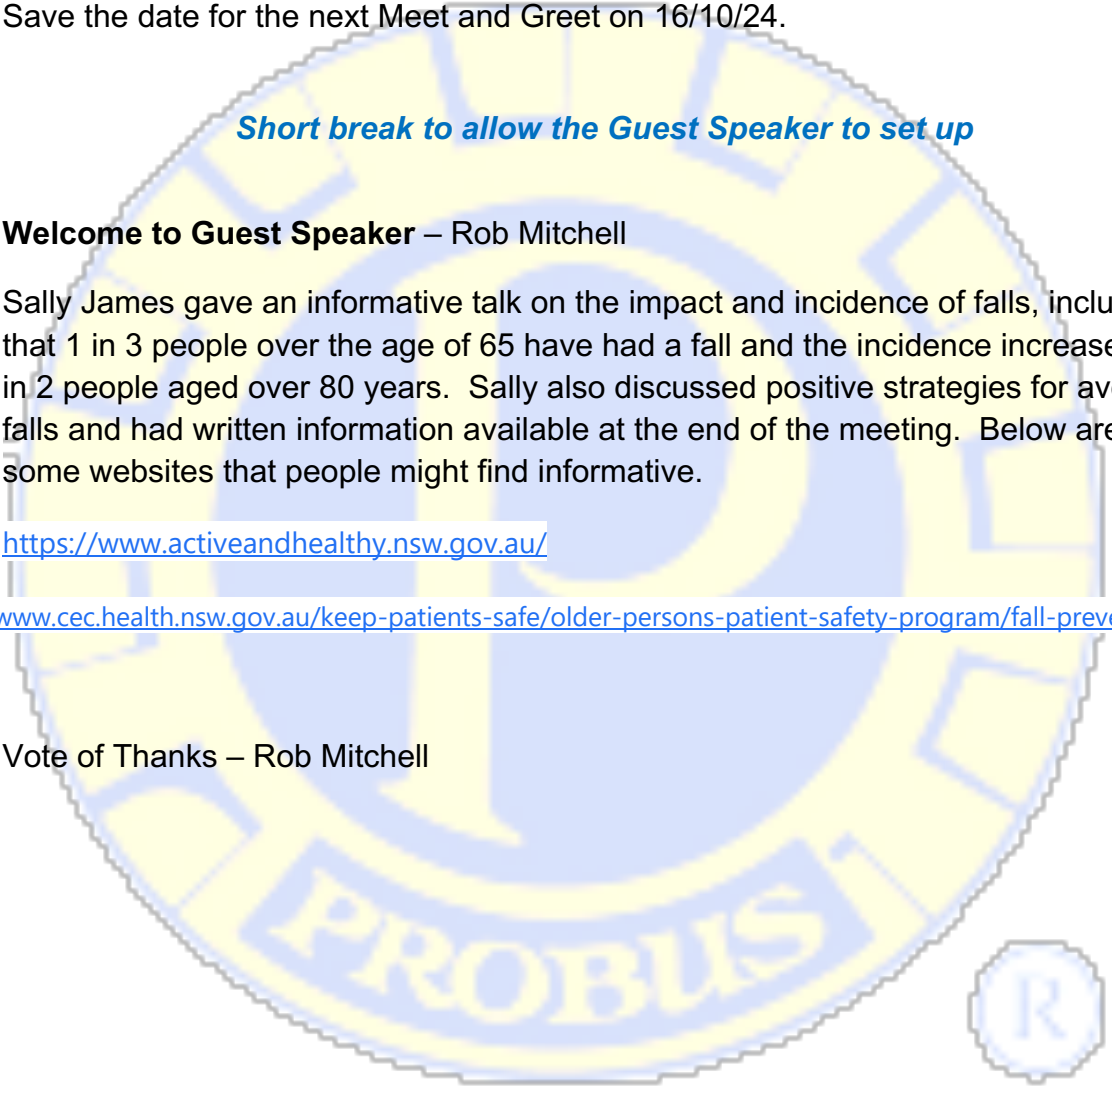 Save the date for the next Meet and Greet on 16/10/24.
Short break to allow the Guest Speaker to set up
Welcome to Guest Speaker – Rob Mitchell
Sally James gave an informative talk on the impact and incidence of falls, inclu
that 1 in 3 people over the age of 65 have had a fall and the incidence increase
in 2 people aged over 80 years.  Sally also discussed positive strategies for av
falls and had written information available at the end of the meeting.  Below are
some websites that people might find informative.
https://www.activeandhealthy.nsw.gov.au/
www.cec.health.nsw.gov.au/keep-patients-safe/older-persons-patient-safety-program/fall-preve
Vote of Thanks – Rob Mitchell
PROBUS
R